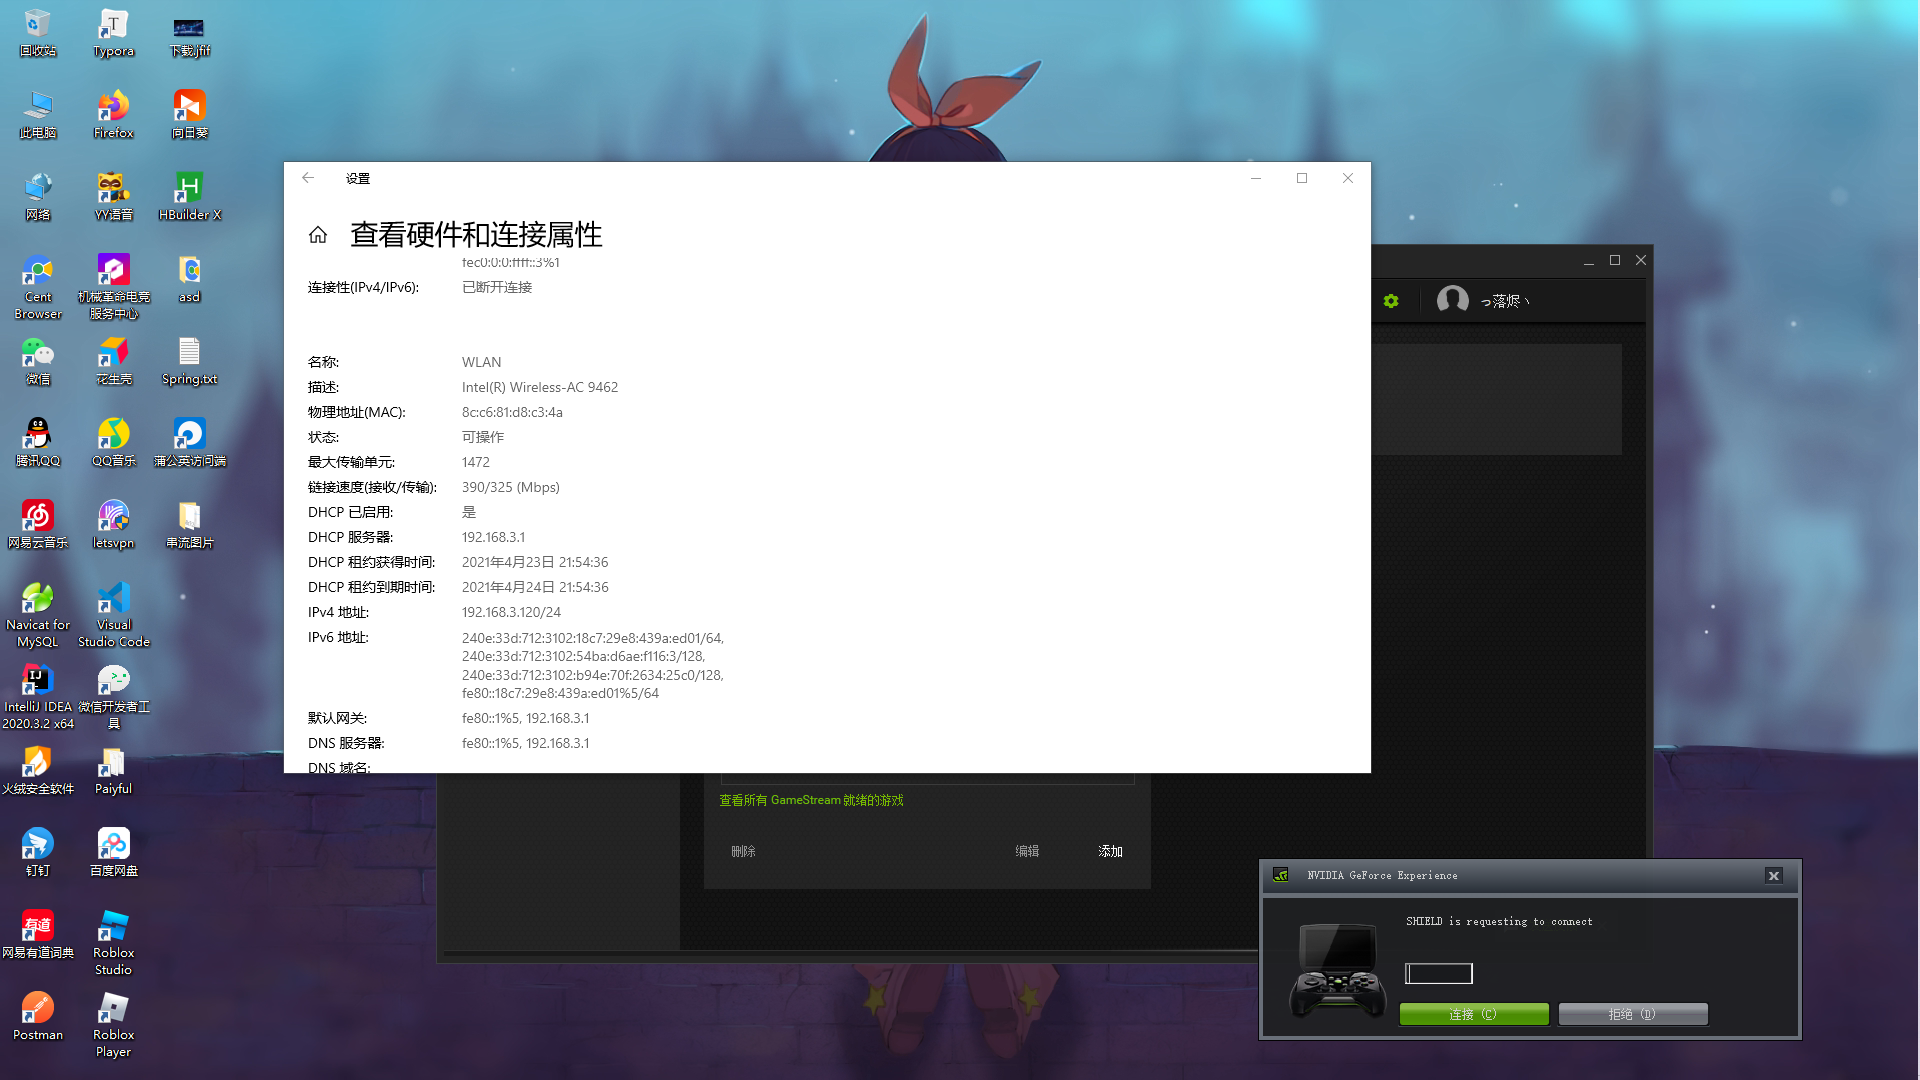 回收站
Typora
下载.jfif
此电脑
Firefox
向日葵
网络
YY语音
HBuilder X
Cent Browser
机械革命电竞服务中心
asd
微信
花生壳
Spring.txt
腾讯QQ
QQ音乐
蒲公英访问端
网易云音乐
letsvpn
串流图片
Navicat for MySQL
Visual Studio Code
IntelliJ IDEA 2020.3.2 x64
微信开发者工具
火绒安全软件
Paiyful
钉钉
百度网盘
网易有道词典
Roblox Studio
Postman
Roblox Player
设置
查看硬件和连接属性
fec0:0:0:ffff::3%1
连接性(IPv4/IPv6): 已断开连接
名称: WLAN
描述: Intel(R) Wireless-AC 9462
物理地址(MAC): 8c:c6:81:d8:c3:4a
状态: 可操作
最大传输单元: 1472
链接速度(接收/传输): 390/325 (Mbps)
DHCP 已启用: 是
DHCP 服务器: 192.168.3.1
DHCP 租约获得时间: 2021年4月23日 21:54:36
DHCP 租约到期时间: 2021年4月24日 21:54:36
IPv4 地址: 192.168.3.120/24
IPv6 地址: 240e:33d:712:3102:18c7:29e8:439a:ed01/64,
240e:33d:712:3102:54ba:d6ae:f116:3/128,
240e:33d:712:3102:b94e:70f:2634:25c0/128,
fe80::18c7:29e8:439a:ed01%5/64
默认网关: fe80::1%5, 192.168.3.1
DNS 服务器: fe80::1%5, 192.168.3.1
DNS 域名:
っ落烬ヽ
查看所有 GameStream 就绪的游戏
删除
编辑
添加
NVIDIA GeForce Experience
SHIELD is requesting to connect
连接 (C)
拒绝 (D)